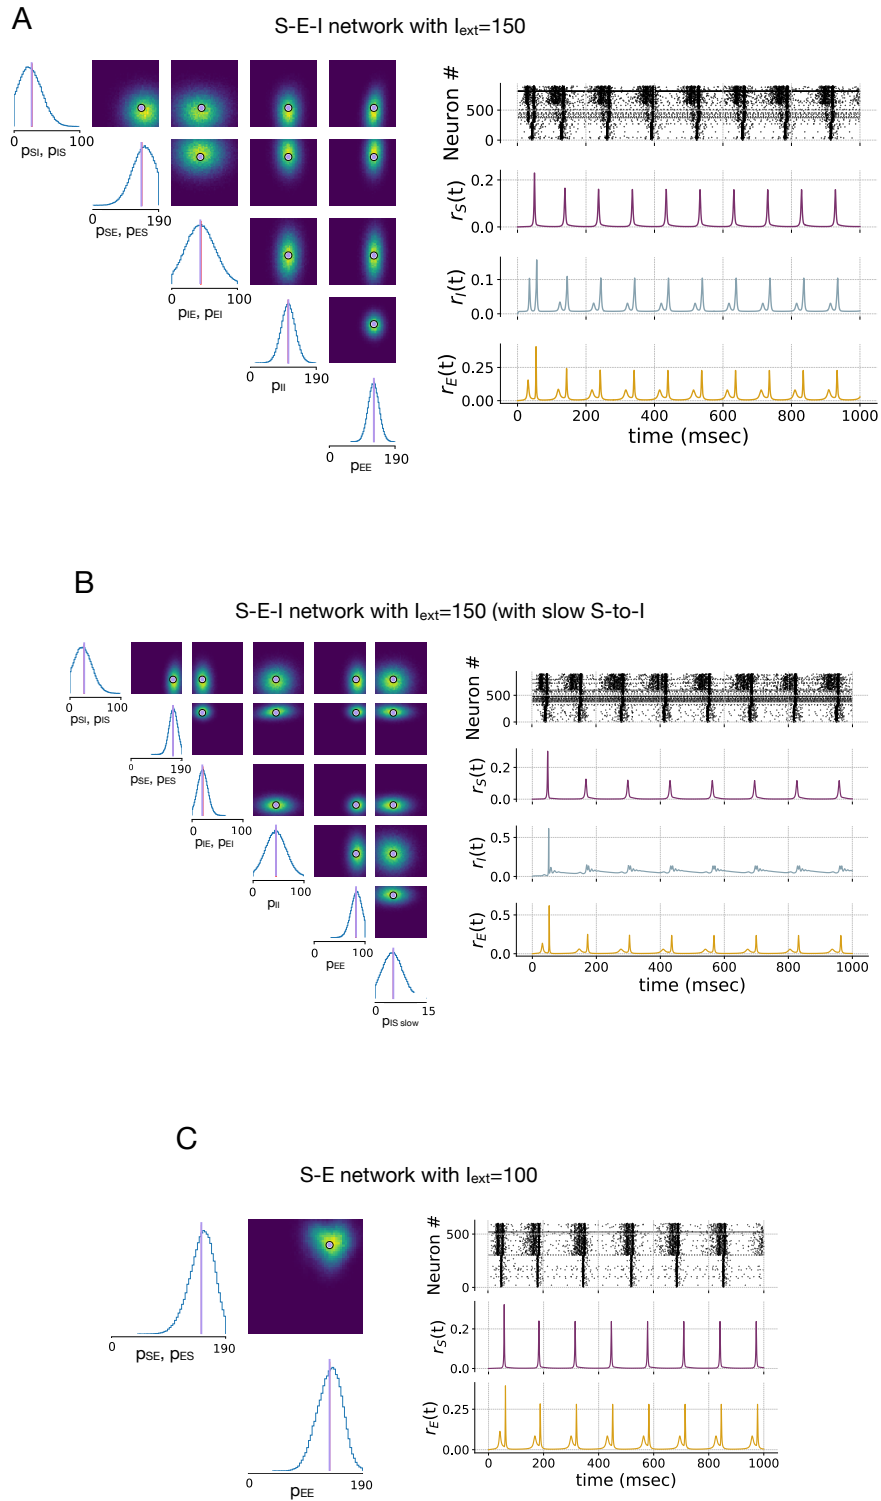 A
S-E-I network with Iext=150
0 100
pSI, pIS
0 190
pSE, pES
0 100
pIE, pEI
0 190
pII
0 190
pEE
Neuron #
500
0
rS(t)
0.2
0.0
rI(t)
0.1
0.0
rE(t)
0.25
0.00
0 200 400 600 800 1000
time (msec)
B
S-E-I network with Iext=150 (with slow S-to-I
0 100
pSI, pIS
0 190
pSE, pES
0 100
pIE, pEI
0 100
pII
0 100
pEE
0 15
pIS slow
Neuron #
500
0
rS(t)
0.2
0.0
rI(t)
0.5
0.0
rE(t)
0.5
0.0
0 200 400 600 800 1000
time (msec)
C
S-E network with Iext=100
0 190
pSE, pES
0 190
pEE
Neuron #
500
0
rS(t)
0.2
0.0
rE(t)
0.25
0.00
0 200 400 600 800 1000
time (msec)